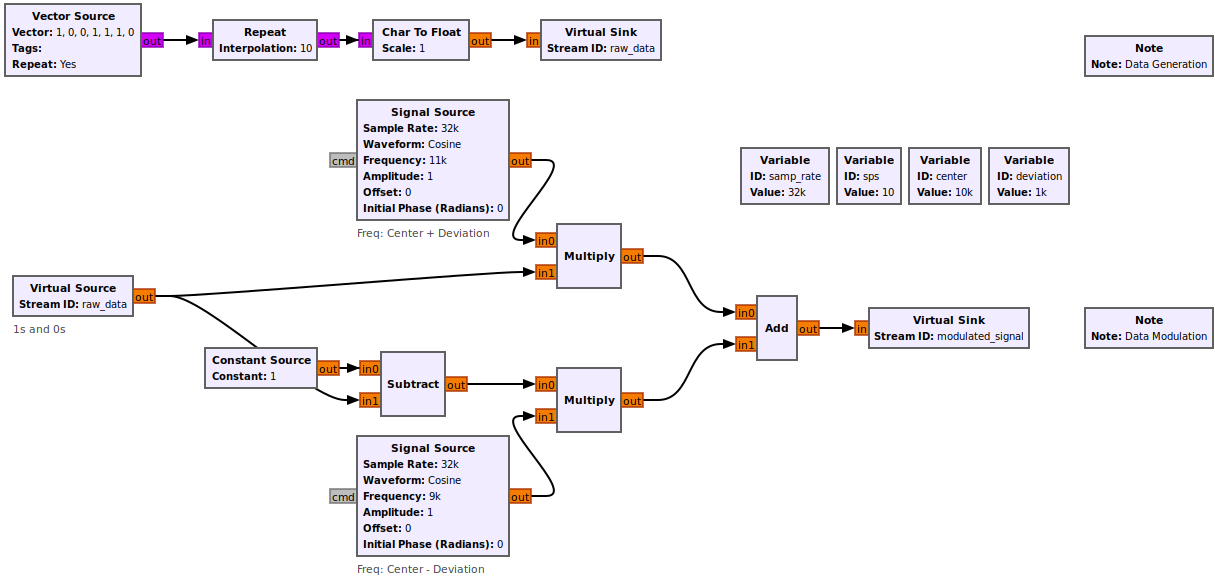 Vector Source
Vector: 1, 0, 0, 1, 1, 1, 0
Tags:
Repeat: Yes
out
in
Repeat
Interpolation: 10
out
in
Char To Float
Scale: 1
out
in
Virtual Sink
Stream ID: raw_data
Note
Note: Data Generation
Signal Source
Sample Rate: 32k
Waveform: Cosine
Frequency: 11k
Amplitude: 1
Offset: 0
Initial Phase (Radians): 0
cmd
out
Freq: Center + Deviation
Variable
ID: samp_rate
Value: 32k
Variable
ID: sps
Value: 10
Variable
ID: center
Value: 10k
Variable
ID: deviation
Value: 1k
in0
in1
Multiply
out
Virtual Source
Stream ID: raw_data
out
1s and 0s
Constant Source
Constant: 1
out
in0
in1
Subtract
out
in0
in1
Multiply
out
in0
in1
Add
out
in
Virtual Sink
Stream ID: modulated_signal
Note
Note: Data Modulation
Signal Source
Sample Rate: 32k
Waveform: Cosine
Frequency: 9k
Amplitude: 1
Offset: 0
Initial Phase (Radians): 0
cmd
out
Freq: Center - Deviation